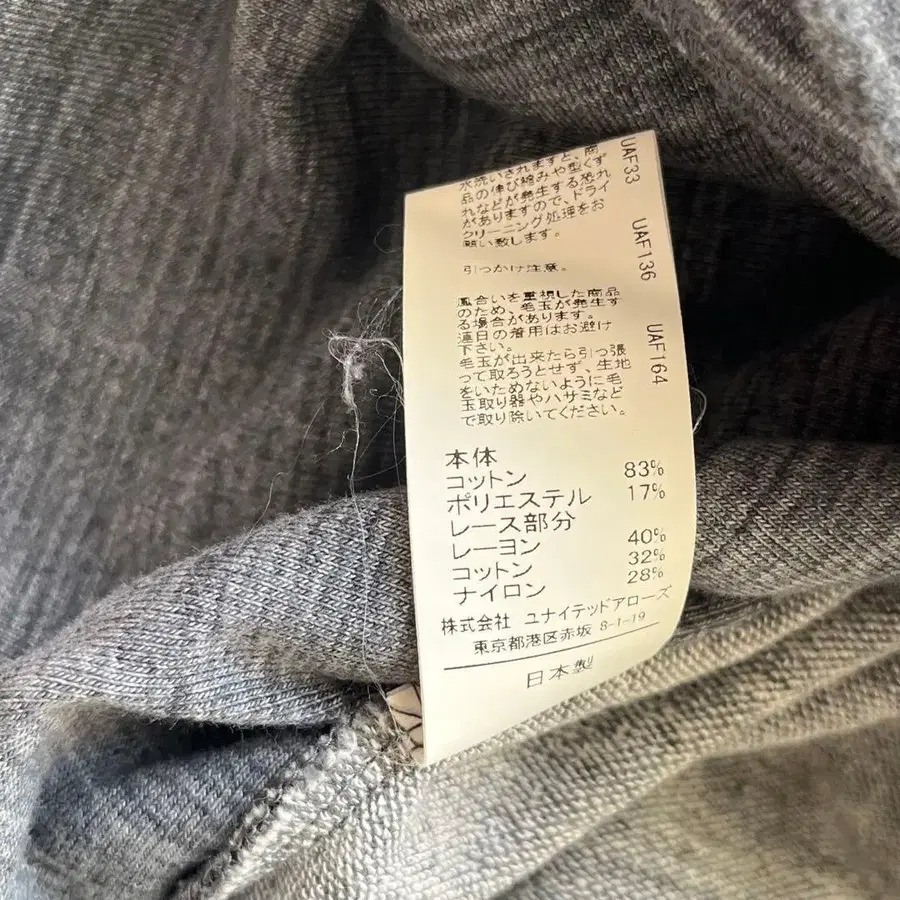 水洗いされますと、商
品の伸び縮みや型くず
れなどが発生する恐れ
がありますので、ドライ
クリーニング処理をお
願い致します。
引っかけ注意。
風合いを重視した商品
のため、毛玉が発生す
る場合があります。
連日の着用はお避け
下さい。
毛玉が出来たら引っ張
って取ろうとせず、生地
をいためないように毛
玉取り器やハサミなど
で取り除いてください。
UAF33
UAF136
UAF164
本体
コットン 83%
ポリエステル 17%
レース部分
レーヨン 40%
コットン 32%
ナイロン 28%
株式会社 ユナイテッドアローズ
東京都港区赤坂 8-1-19
日本製